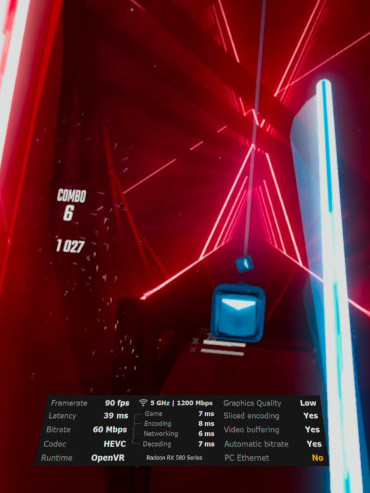 COMBO
6
1 027
Framerate 90 fps 5 GHz | 1200 Mbps Graphics Quality Low
Latency 39 ms Game 7 ms Sliced encoding Yes
Encoding 8 ms
Bitrate 60 Mbps Networking 6 ms Video buffering Yes
Codec HEVC Decoding 7 ms Automatic bitrate Yes
Runtime OpenVR Radeon RX 580 Series PC Ethernet No